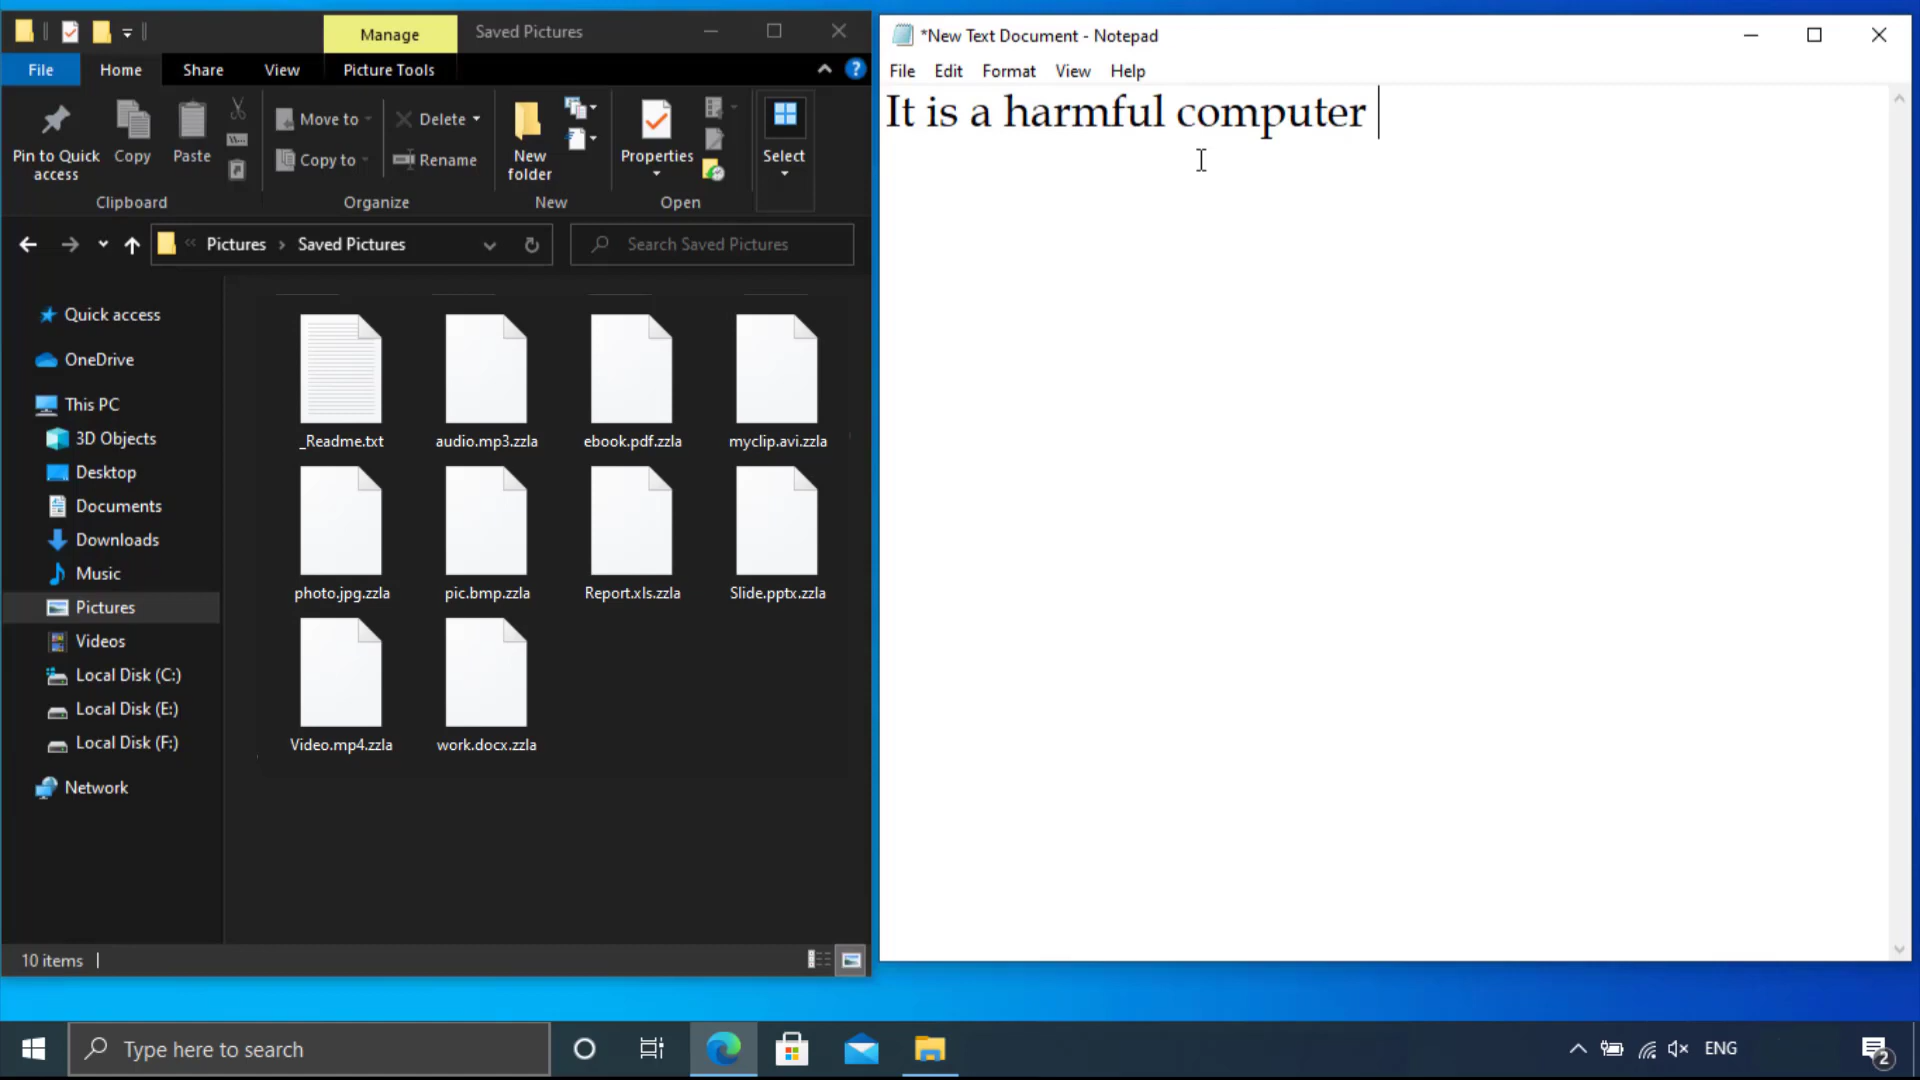 Manage
Saved Pictures
File
Home
Share
View
Picture Tools
?
Pin to Quick access
Copy
Paste
Move to
Copy to
Delete
Rename
New folder
Properties
Select
Clipboard
Organize
New
Open
« Pictures > Saved Pictures
Search Saved Pictures
Quick access
OneDrive
This PC
3D Objects
Desktop
Documents
Downloads
Music
Pictures
Videos
Local Disk (C:)
Local Disk (E:)
Local Disk (F:)
Network
_Readme.txt
audio.mp3.zzla
ebook.pdf.zzla
myclip.avi.zzla
photo.jpg.zzla
pic.bmp.zzla
Report.xls.zzla
Slide.pptx.zzla
Video.mp4.zzla
work.docx.zzla
10 items
*New Text Document - Notepad
File Edit Format View Help
It is a harmful computer
Type here to search
ENG
2